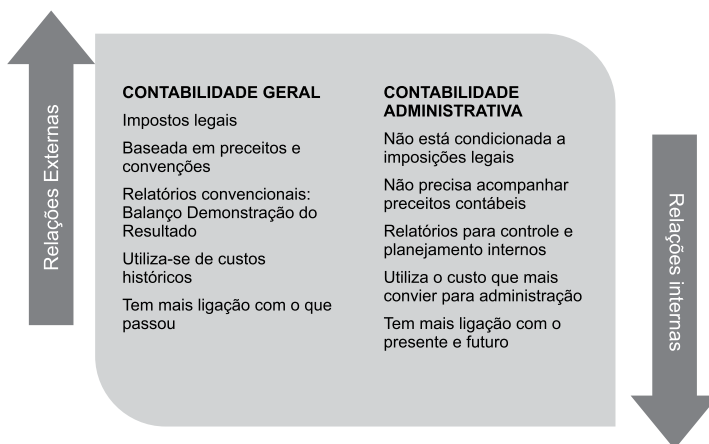 Relações Externas
CONTABILIDADE GERAL
Impostos legais
Baseada em preceitos e
convenções
Relatórios convencionais:
Balanço Demonstração do
Resultado
Utiliza-se de custos
históricos
Tem mais ligação com o que
passou
CONTABILIDADE
ADMINISTRATIVA
Não está condicionada a
imposições legais
Não precisa acompanhar
preceitos contábeis
Relatórios para controle e
planejamento internos
Utiliza o custo que mais
convier para administração
Tem mais ligação com o
presente e futuro
Relações internas